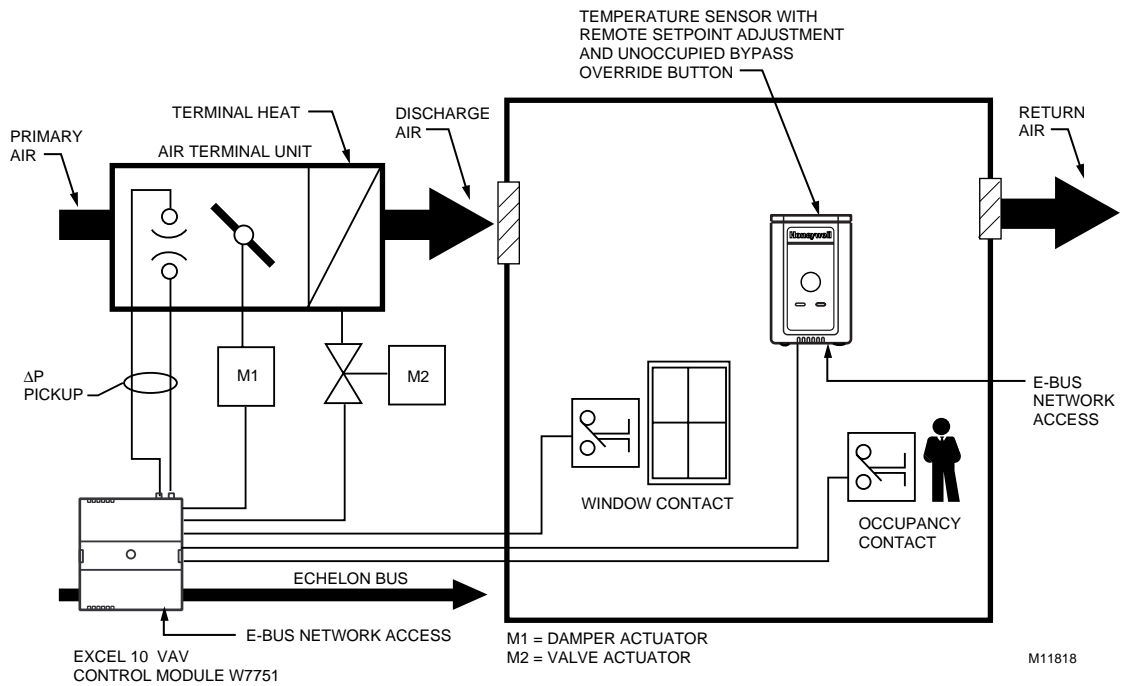 TEMPERATURE SENSOR WITH
REMOTE SETPOINT ADJUSTMENT
AND UNOCCUPIED BYPASS
OVERRIDE BUTTON
TERMINAL HEAT
DISCHARGE
AIR
RETURN
AIR
PRIMARY
AIR
AIR TERMINAL UNIT
Honeywell
M1
M2
ΔP
PICKUP
E-BUS
NETWORK
ACCESS
WINDOW CONTACT
OCCUPANCY
CONTACT
ECHELON BUS
E-BUS NETWORK ACCESS
EXCEL 10 VAV
CONTROL MODULE W7751
M1 = DAMPER ACTUATOR
M2 = VALVE ACTUATOR
M11818